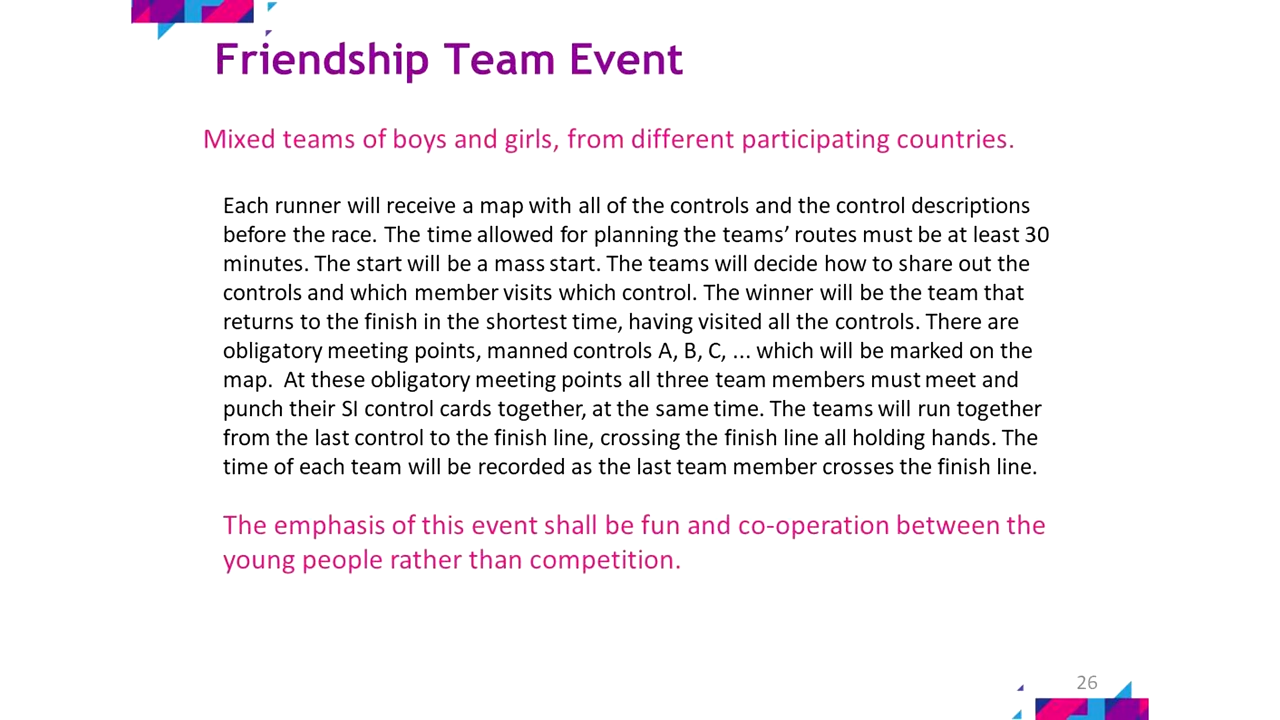 Friendship Team Event
Mixed teams of boys and girls, from different participating countries.
Each runner will receive a map with all of the controls and the control descriptions
before the race. The time allowed for planning the teams’ routes must be at least 30
minutes. The start will be a mass start. The teams will decide how to share out the
controls and which member visits which control. The winner will be the team that
returns to the finish in the shortest time, having visited all the controls. There are
obligatory meeting points, manned controls A, B, C, ... which will be marked on the
map.  At these obligatory meeting points all three team members must meet and
punch their SI control cards together, at the same time. The teams will run together
from the last control to the finish line, crossing the finish line all holding hands. The
time of each team will be recorded as the last team member crosses the finish line.
The emphasis of this event shall be fun and co-operation between the
young people rather than competition.
26